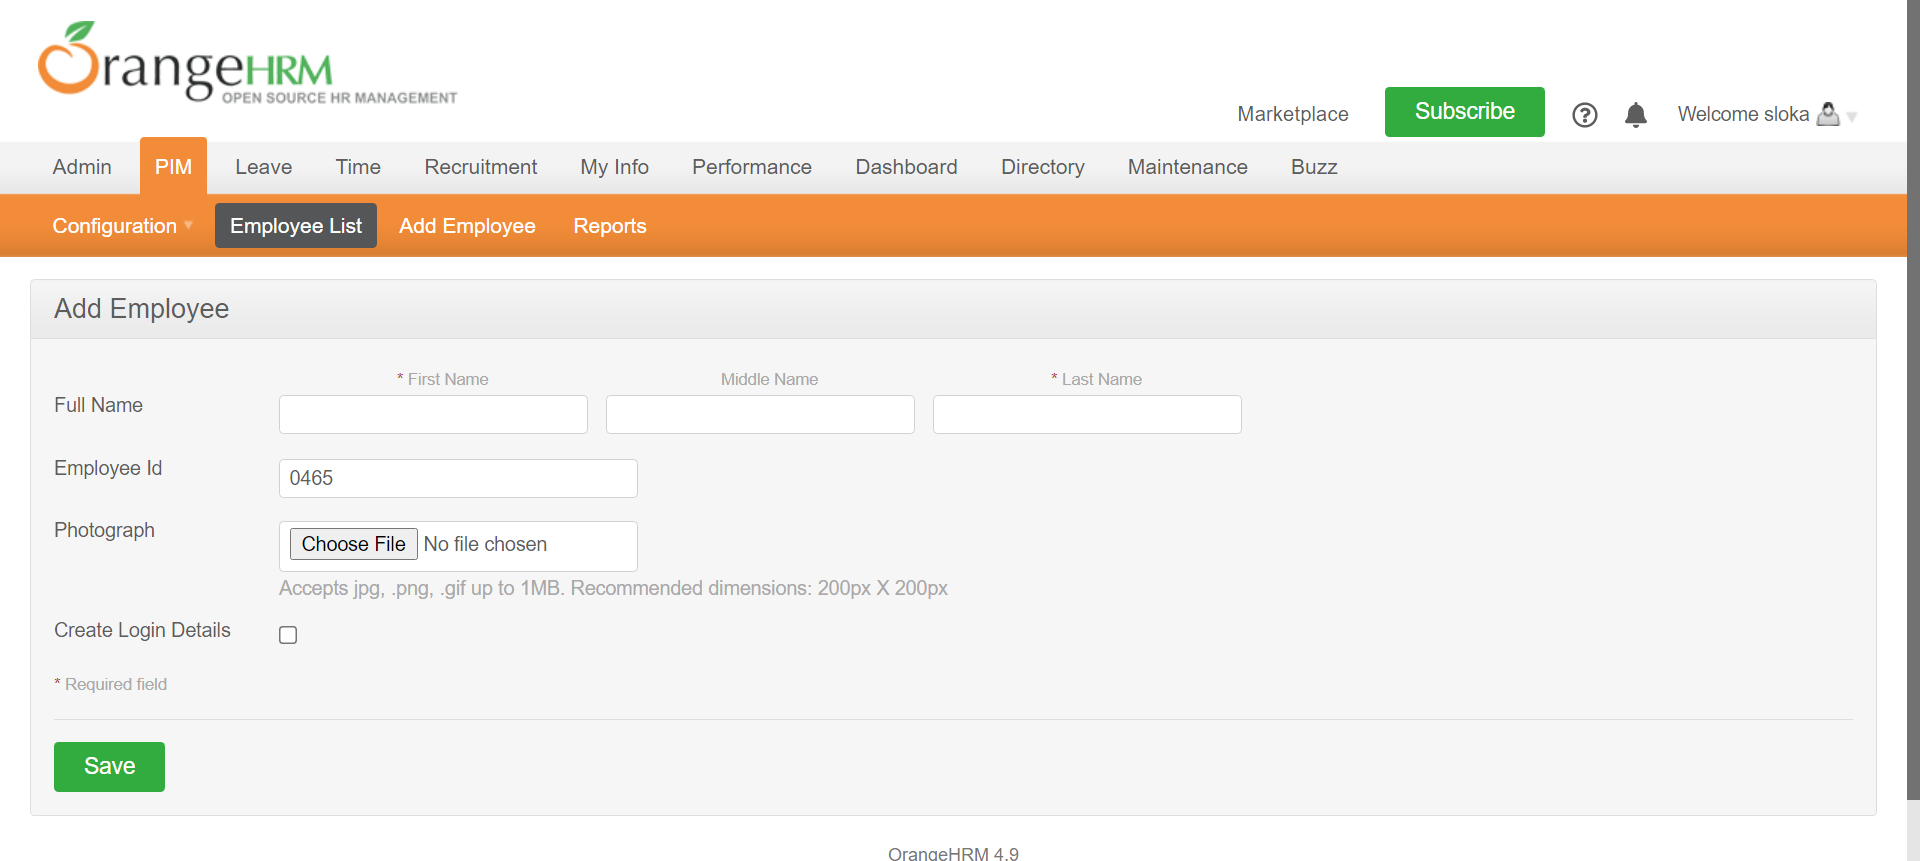 OrangeHRM
OPEN SOURCE HR MANAGEMENT
Marketplace
Subscribe
Welcome sloka
Admin PIM Leave Time Recruitment My Info Performance Dashboard Directory Maintenance Buzz
Configuration Employee List Add Employee Reports
Add Employee
* First Name Middle Name * Last Name
Full Name
Employee Id 0465
Photograph Choose File No file chosen
Accepts jpg, .png, .gif up to 1MB. Recommended dimensions: 200px X 200px
Create Login Details
* Required field
Save
OrangeHRM 4.9